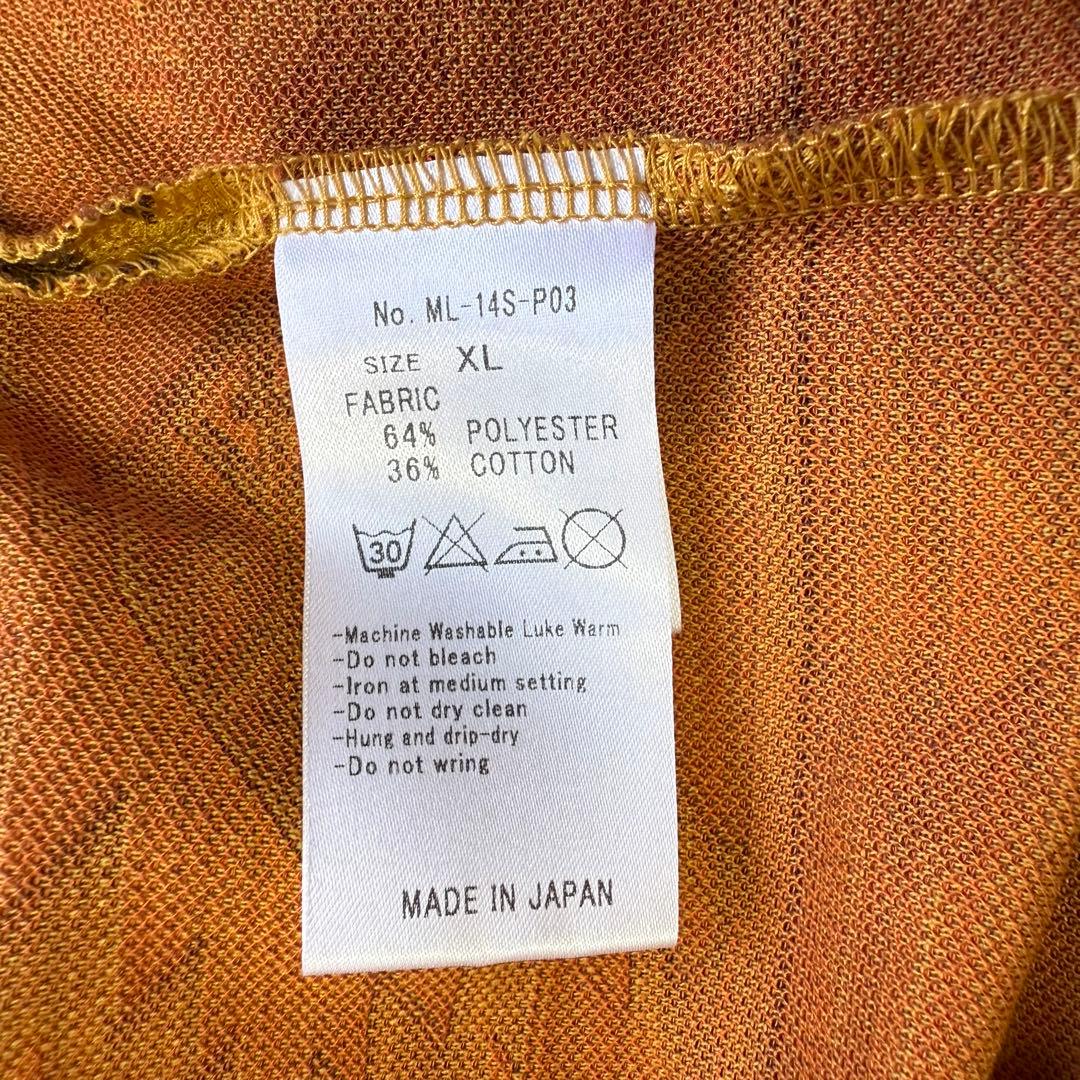 No. ML-14S-P03
SIZE XL
FABRIC
64% POLYESTER
36% COTTON
30
-Machine Washable Luke Warm
-Do not bleach
-Iron at medium setting
-Do not dry clean
-Hung and drip-dry
-Do not wring
MADE IN JAPAN